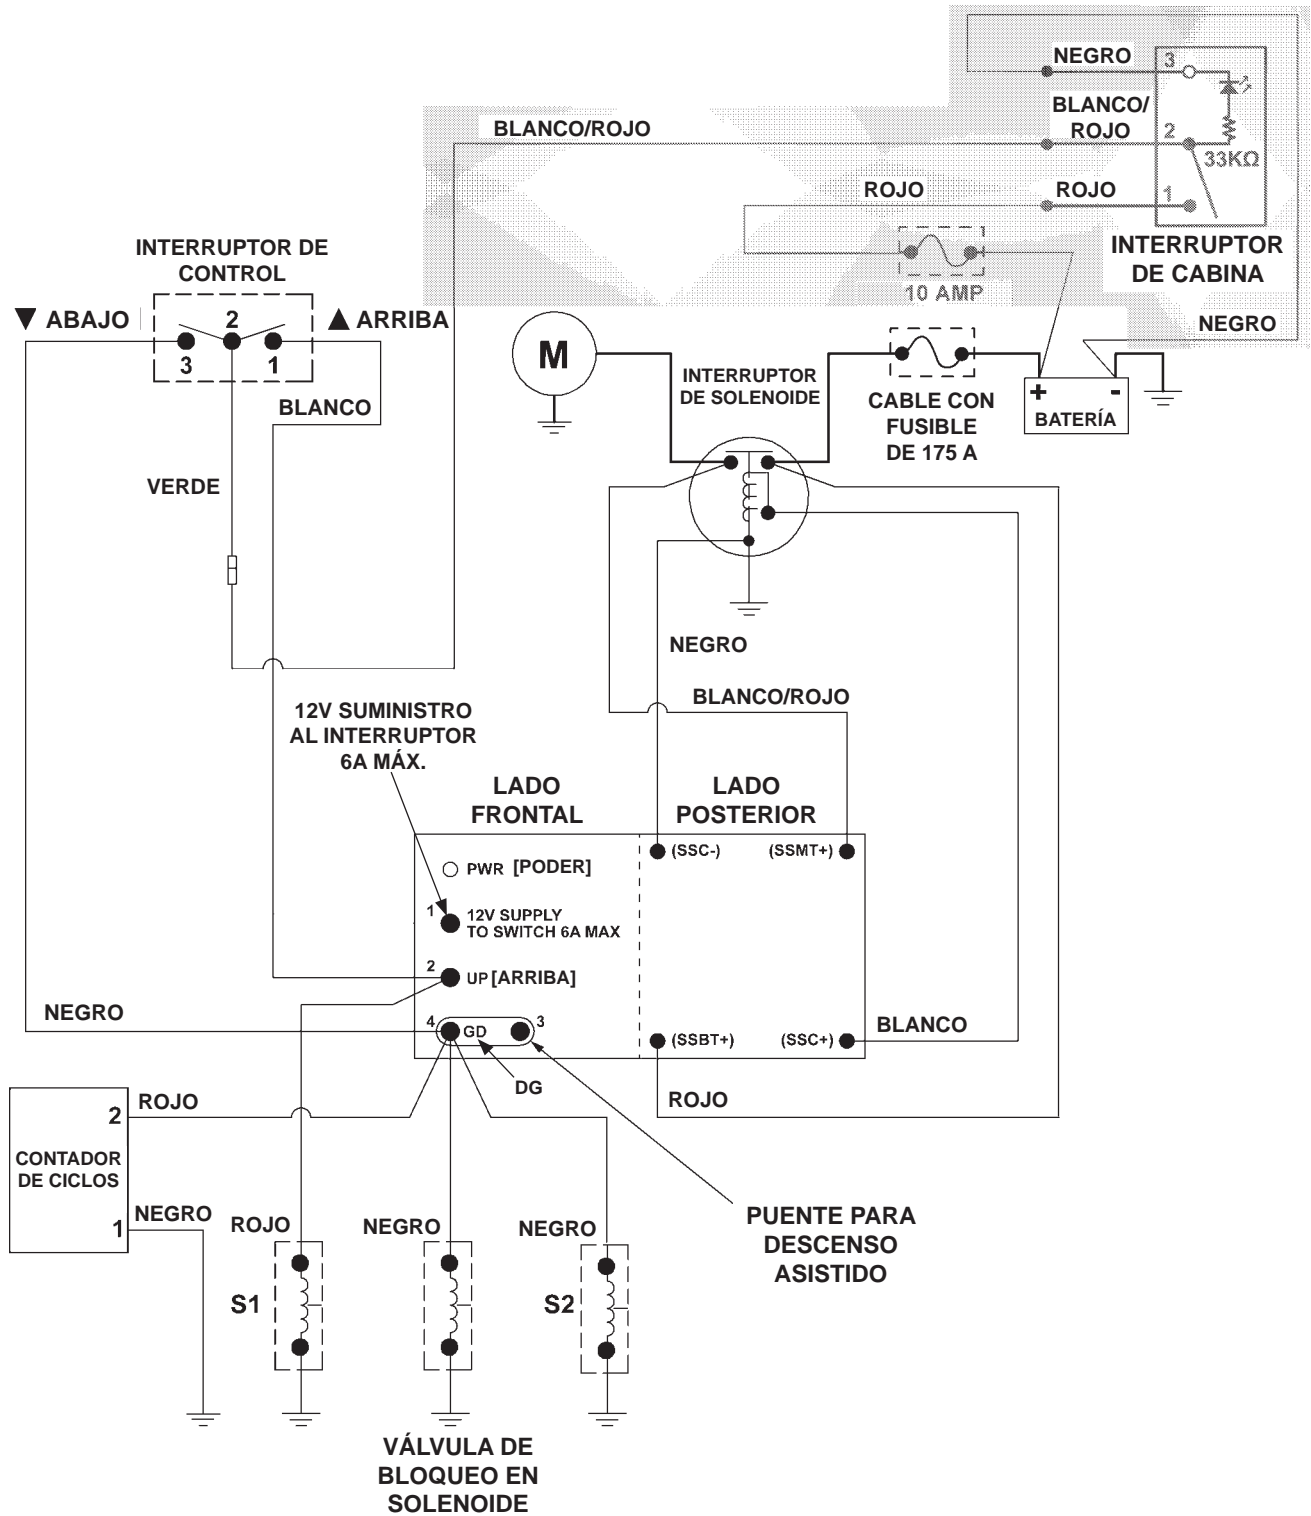 NEGRO
3
BLANCO/
ROJO
BLANCO/ROJO
2
33KΩ
ROJO
ROJO
1
INTERRUPTOR
DE CABINA
10 AMP
NEGRO
INTERRUPTOR DE
CONTROL
▼ ABAJO
2
▲ ARRIBA
3
1
BLANCO
M
INTERRUPTOR
DE SOLENOIDE
CABLE CON
FUSIBLE
DE 175 A
+
-
BATERÍA
VERDE
NEGRO
BLANCO/ROJO
12V SUMINISTRO
AL INTERRUPTOR
6A MÁX.
LADO
FRONTAL
LADO
POSTERIOR
(SSC-)
(SSMT+)
PWR [PODER]
1
12V SUPPLY
TO SWITCH 6A MAX
2
UP [ARRIBA]
NEGRO
4
GD
3
(SSBT+)
(SSC+)
BLANCO
DG
ROJO
2
ROJO
CONTADOR
DE CICLOS
1
NEGRO
ROJO
NEGRO
NEGRO
PUENTE PARA
DESCENSO
ASISTIDO
S1
S2
VÁLVULA DE
BLOQUEO EN
SOLENOIDE